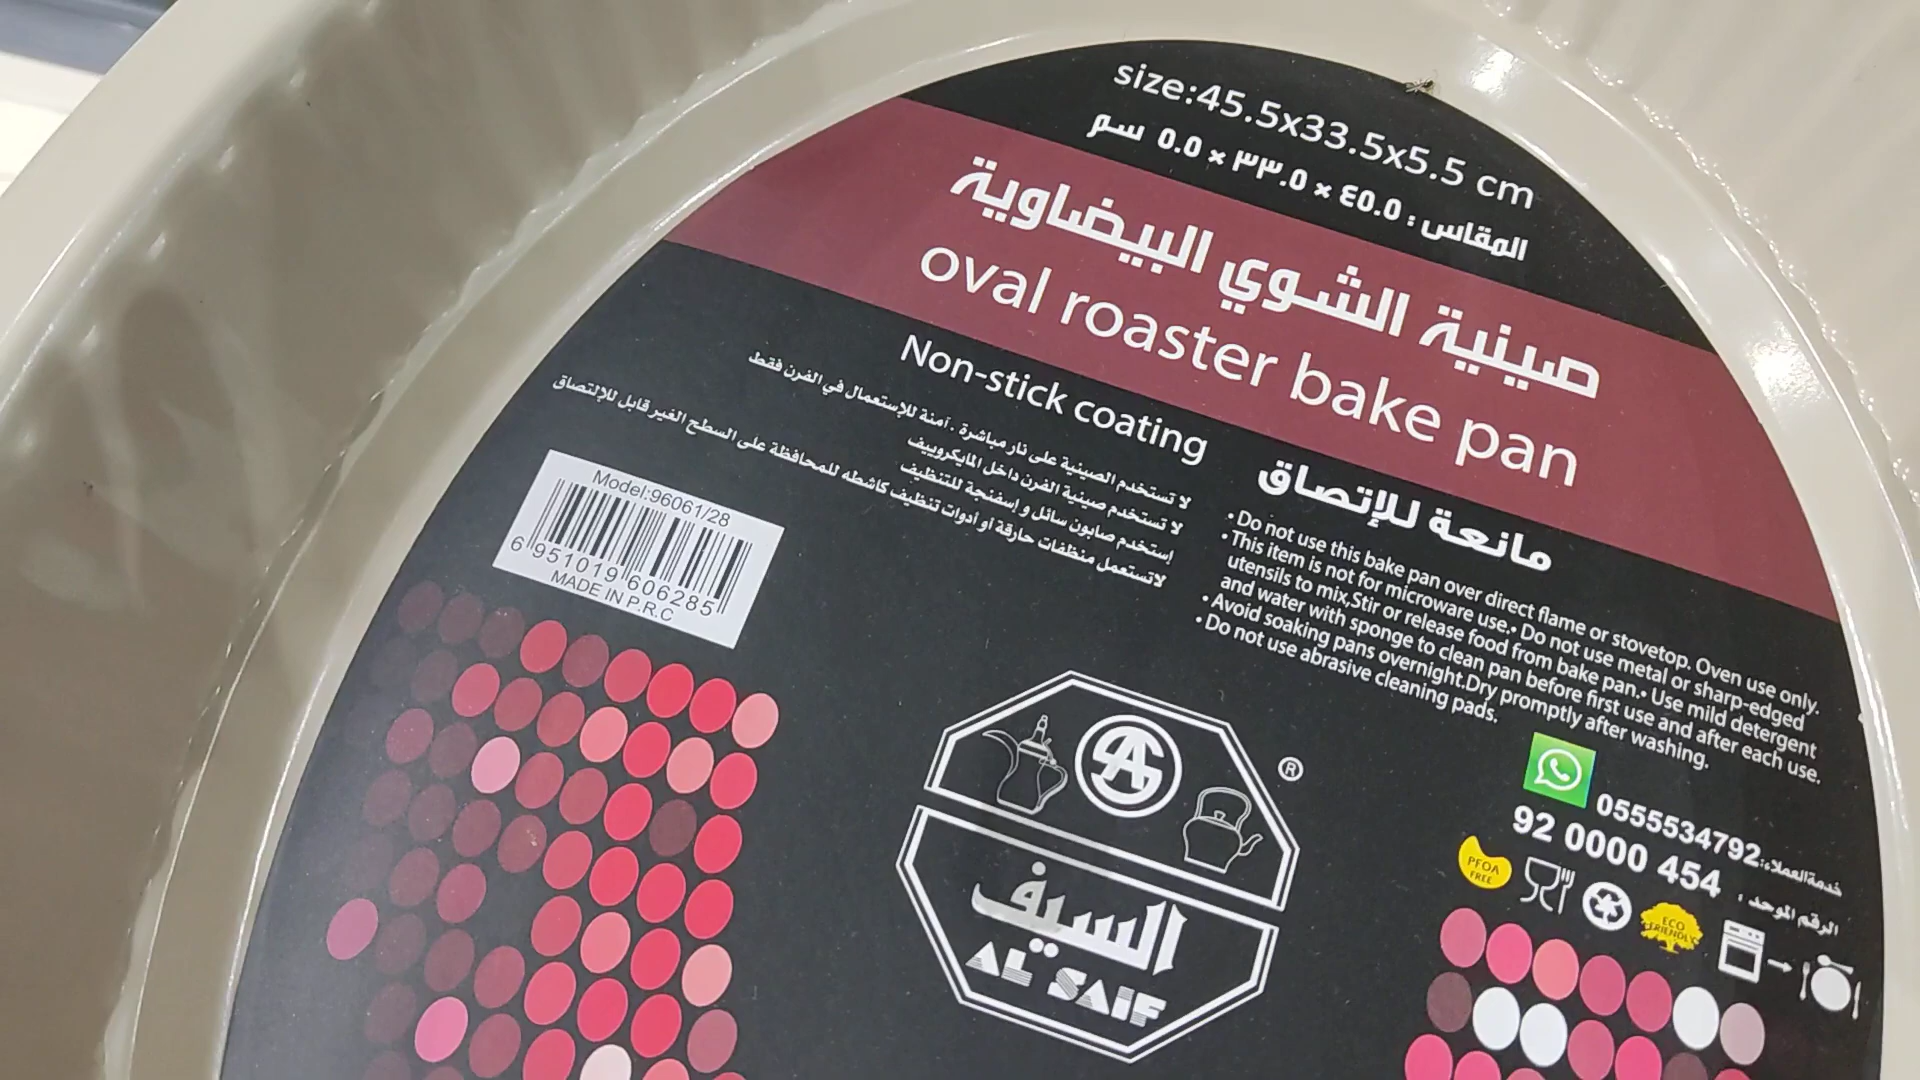 size:45.5x33.5x5.5 cm
المقاس : ٤٥.٥ × ٣٣.٥ × ٥.٥ سم
صينية الشوي البيضاوية
oval roaster bake pan
Non-stick coating
مانعة للإتصاق
لا تستخدم الصينية على نار مباشرة . آمنة للإستعمال في الفرن فقط
لا تستخدم صينية الفرن داخل المايكروييف
إستخدم صابون سائل و إسفنجة للتنظيف
لاتستعمل منظفات حارقة أو أدوات تنظيف كاشطه للمحافظة على السطح الغير قابل للإلتصاق
• Do not use this bake pan over direct flame or stovetop. Oven use only.
• This item is not for microware use.• Do not use metal or sharp-edged
utensils to mix,Stir or release food from bake pan.• Use mild detergent
and water with sponge to clean pan before first use and after each use.
• Avoid soaking pans overnight.Dry promptly after washing.
• Do not use abrasive cleaning pads.
Model:96061/28
6 951019 606285
MADE IN P.R.C
خدمة العملاء: 0555534792
الرقم الموحد : 92 0000 454
PFOA
FREE
ECO
FRIENDLY
®
السيف
AL SAIF